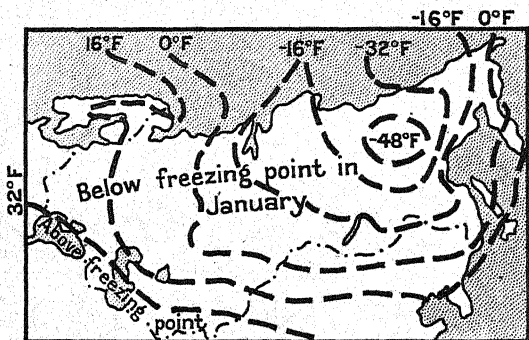 -16°F 0°F
16°F 0°F -16°F -32°F
-48°F
Below freezing point in
January
32°F
Above freezing
point